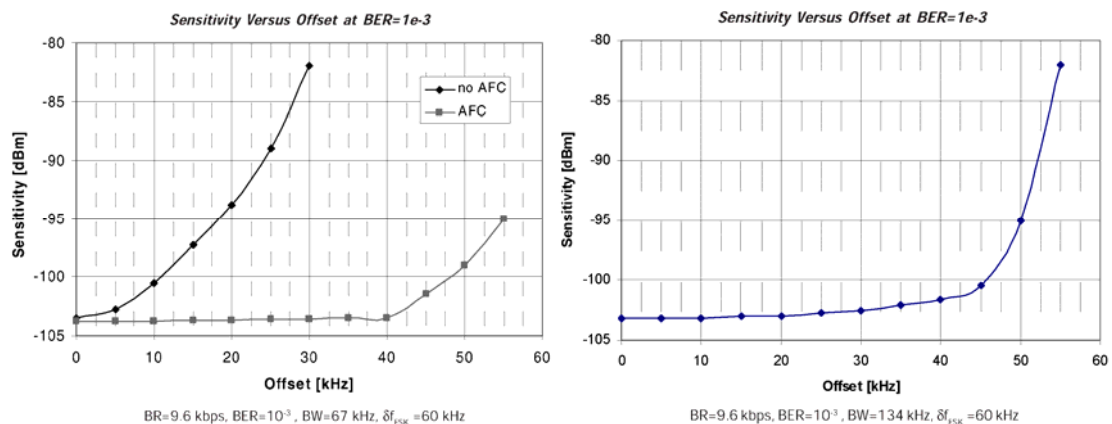 Sensitivity Versus Offset at BER=1e-3
-80
-85
-90
-95
-100
-105
Sensitivity [dBm]
no AFC
AFC
0 10 20 30 40 50 60
Offset [kHz]
BR=9.6 kbps, BER=10⁻³ , BW=67 kHz, δfFSK =60 kHz
Sensitivity Versus Offset at BER=1e-3
-80
-85
-90
-95
-100
-105
Sensitivity [dBm]
0 10 20 30 40 50 60
Offset [kHz]
BR=9.6 kbps, BER=10⁻³ , BW=134 kHz, δfFSK =60 kHz